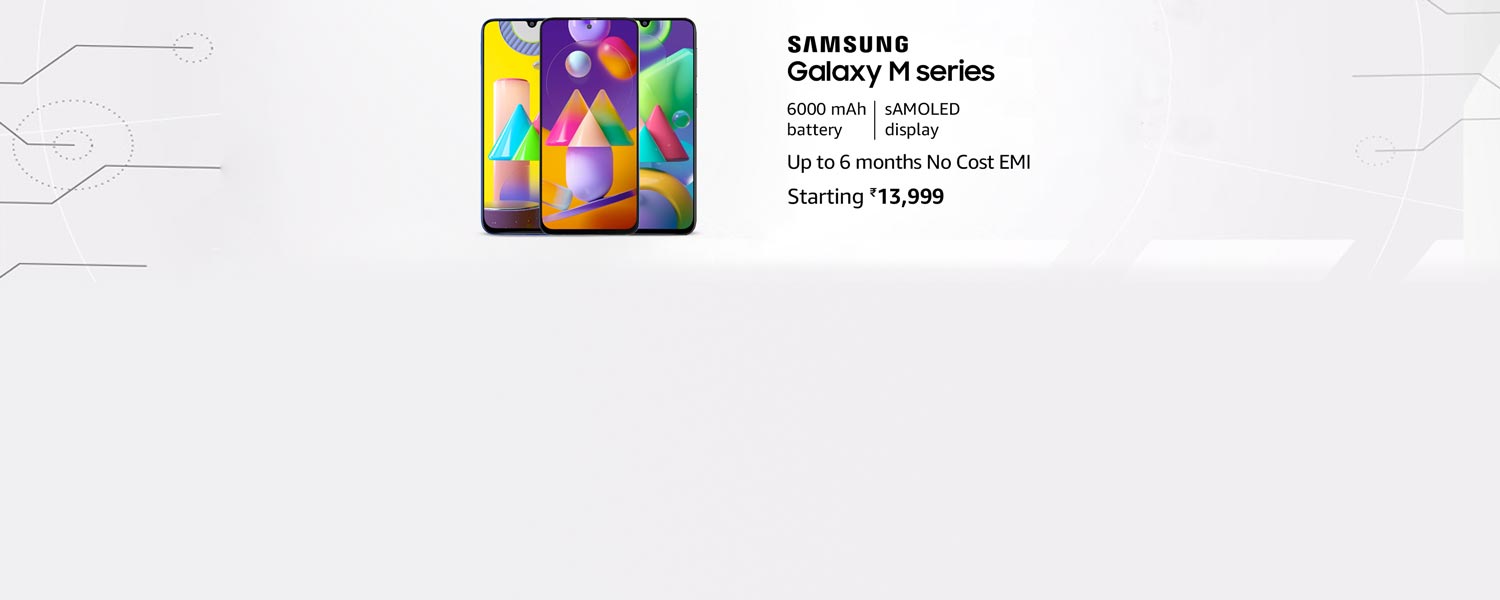 SAMSUNG
Galaxy M series
6000 mAh | sAMOLED
battery | display
Up to 6 months No Cost EMI
Starting ₹13,999